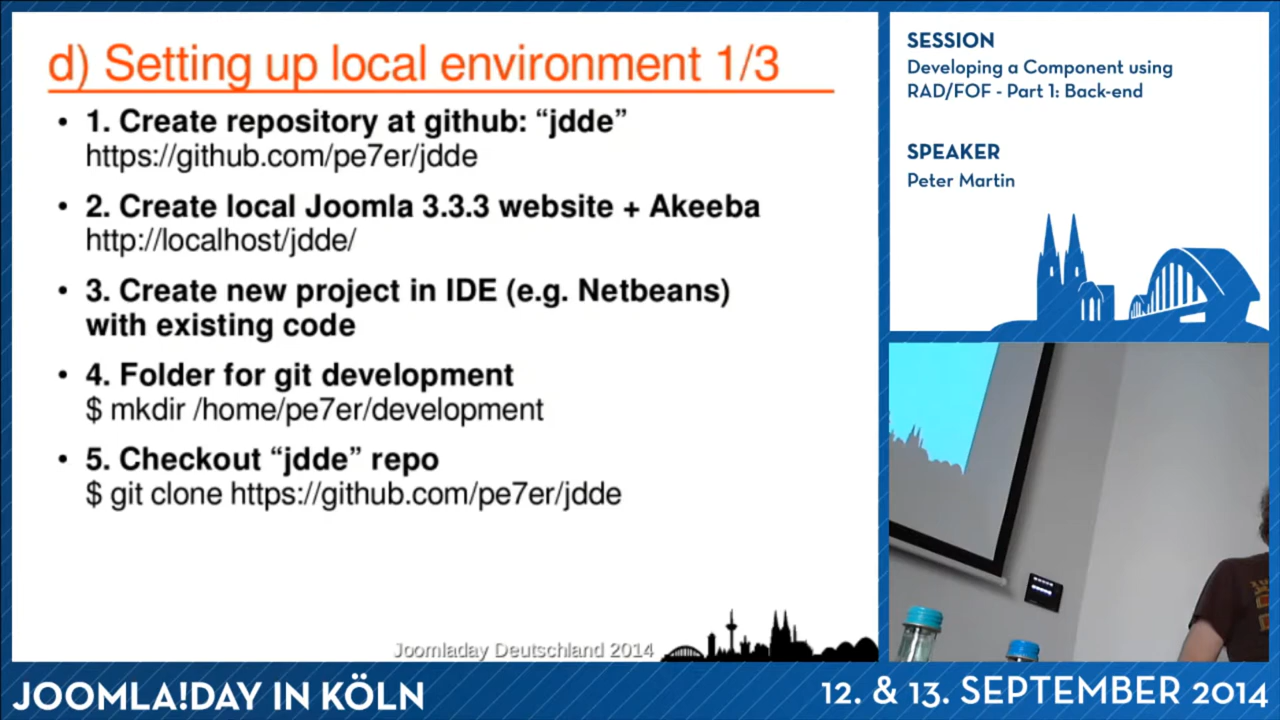 d) Setting up local environment 1/3
• 1. Create repository at github: “jdde”
https://github.com/pe7er/jdde
• 2. Create local Joomla 3.3.3 website + Akeeba
http://localhost/jdde/
• 3. Create new project in IDE (e.g. Netbeans)
with existing code
• 4. Folder for git development
$ mkdir /home/pe7er/development
• 5. Checkout “jdde” repo
$ git clone https://github.com/pe7er/jdde
Joomladay Deutschland 2014
SESSION
Developing a Component using
RAD/FOF - Part 1: Back-end
SPEAKER
Peter Martin
JOOMLA!DAY IN KÖLN
12. & 13. SEPTEMBER 2014